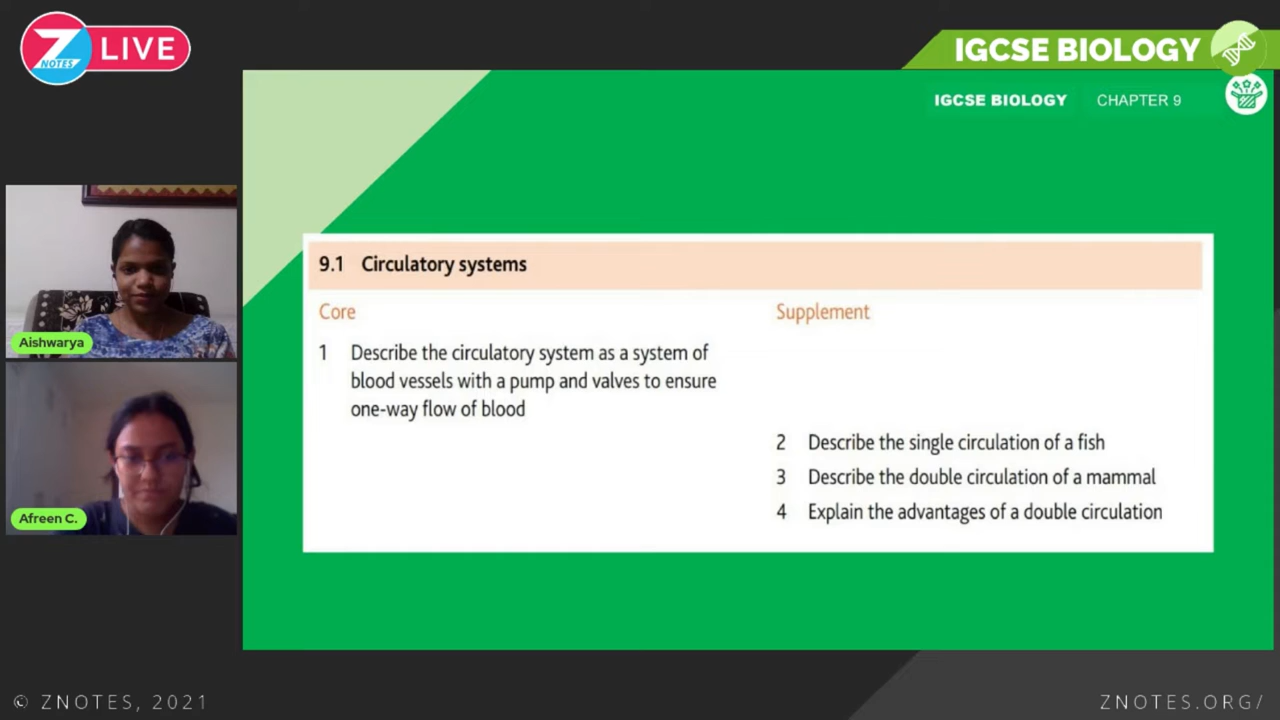 Z NOTES LIVE
IGCSE BIOLOGY
IGCSE BIOLOGY CHAPTER 9
9.1 Circulatory systems
Core Supplement
1 Describe the circulatory system as a system of
blood vessels with a pump and valves to ensure
one-way flow of blood
2 Describe the single circulation of a fish
3 Describe the double circulation of a mammal
4 Explain the advantages of a double circulation
Aishwarya
Afreen C.
© ZNOTES, 2021
ZNOTES.ORG/